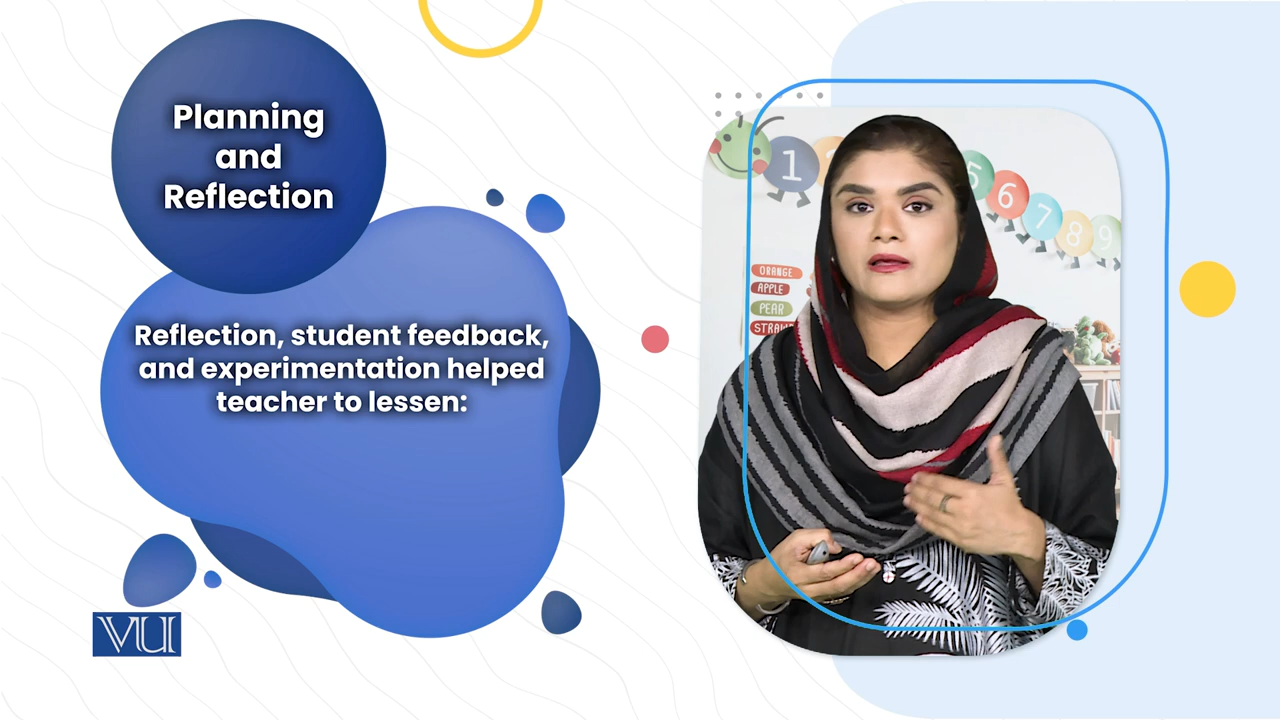 Planning
and
Reflection
Reflection, student feedback,
and experimentation helped
teacher to lessen:
VU
1
5
6
7
8
9
ORANGE
APPLE
PEAR